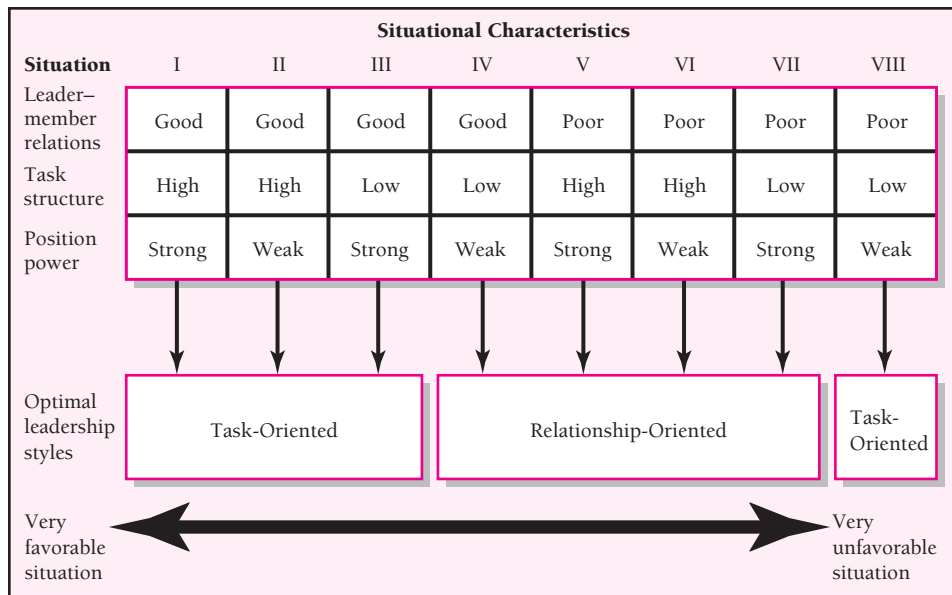 Situational Characteristics
Situation I II III IV V VI VII VIII
Leader–
member
relations
Good Good Good Good Poor Poor Poor Poor
Task
structure
High High Low Low High High Low Low
Position
power
Strong Weak Strong Weak Strong Weak Strong Weak
Optimal
leadership
styles
Task-Oriented
Relationship-Oriented
Task-
Oriented
Very
favorable
situation
Very
unfavorable
situation